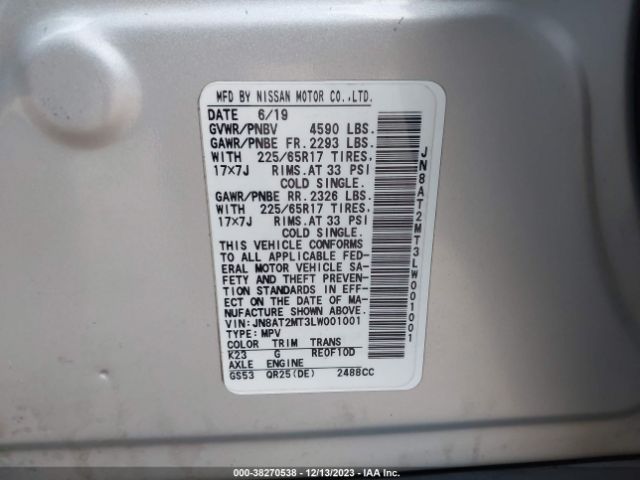 MFD BY NISSAN MOTOR CO.,LTD.
DATE 6/19
GVWR/PNBV 4590 LBS.
GAWR/PNBE FR.2293 LBS.
WITH 225/65R17 TIRES.
17×7J RIMS.AT 33 PSI
COLD SINGLE.
GAWR/PNBE RR.2326 LBS.
WITH 225/65R17 TIRES.
17×7J RIMS.AT 33 PSI
COLD SINGLE.
THIS VEHICLE CONFORMS
TO ALL APPLICABLE FED-
ERAL MOTOR VEHICLE SA-
FETY AND THEFT PREVEN-
TION STANDARDS IN EFF-
ECT ON THE DATE OF MA-
NUFACTURE SHOWN ABOVE.
VIN:JN8AT2MT3LW001001
TYPE:MPV
COLOR TRIM TRANS
K23 G RE0F10D
AXLE ENGINE
GS53 QR25(DE) 2488CC
JN8AT2MT3LW001001
000-38270538 - 12/13/2023 - IAA Inc.